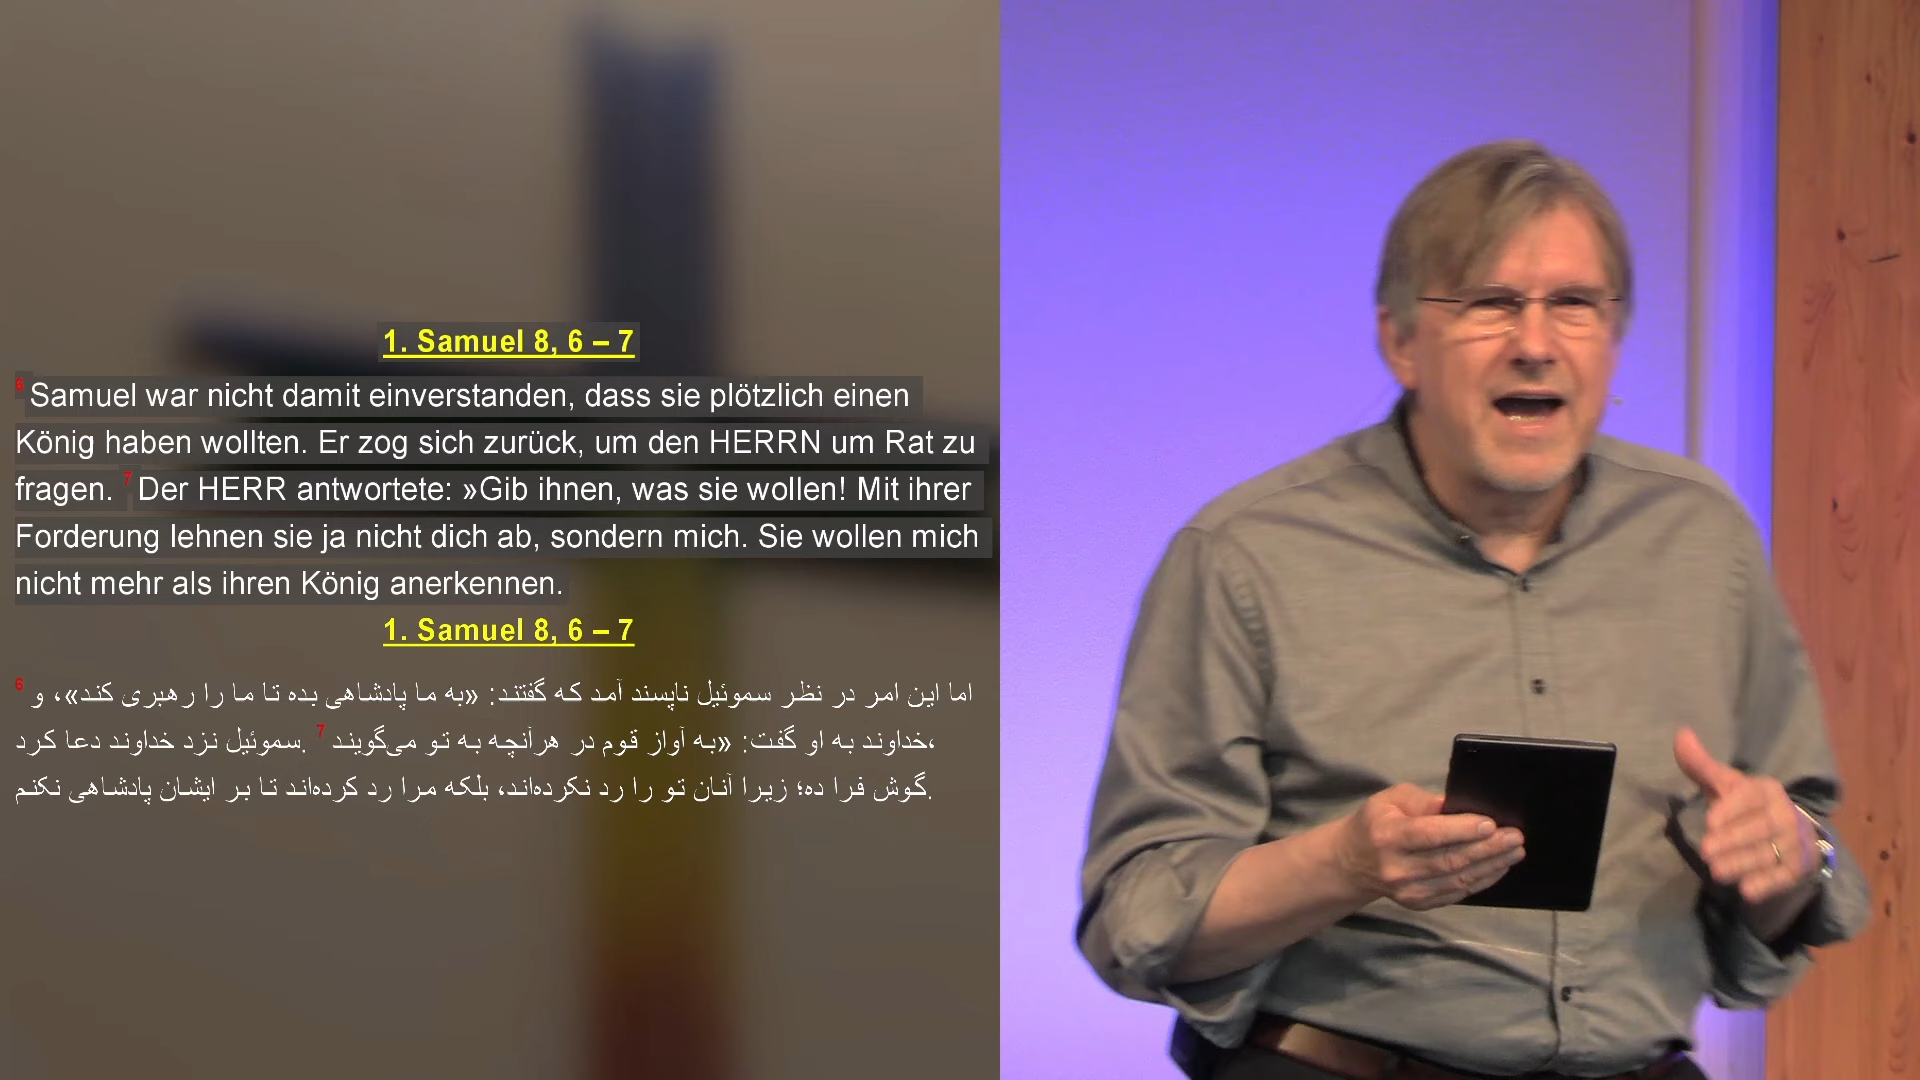 1. Samuel 8, 6 – 7
6 Samuel war nicht damit einverstanden, dass sie plötzlich einen
König haben wollten. Er zog sich zurück, um den HERRN um Rat zu
fragen. 7 Der HERR antwortete: »Gib ihnen, was sie wollen! Mit ihrer
Forderung lehnen sie ja nicht dich ab, sondern mich. Sie wollen mich
nicht mehr als ihren König anerkennen.
1. Samuel 8, 6 – 7
6 اما این امر در نظر سموئیل ناپسند آمد که گفتند: «به ما پادشاهی بده تا ما را رهبری کند»، و
سموئیل نزد خداوند دعا کرد. 7 خداوند به او گفت: «به آواز قوم در هرآنچه به تو می‌گویند،
گوش فرا ده؛ زیرا آنان تو را رد نکرده‌اند، بلکه مرا رد کرده‌اند تا بر ایشان پادشاهی نکنم.